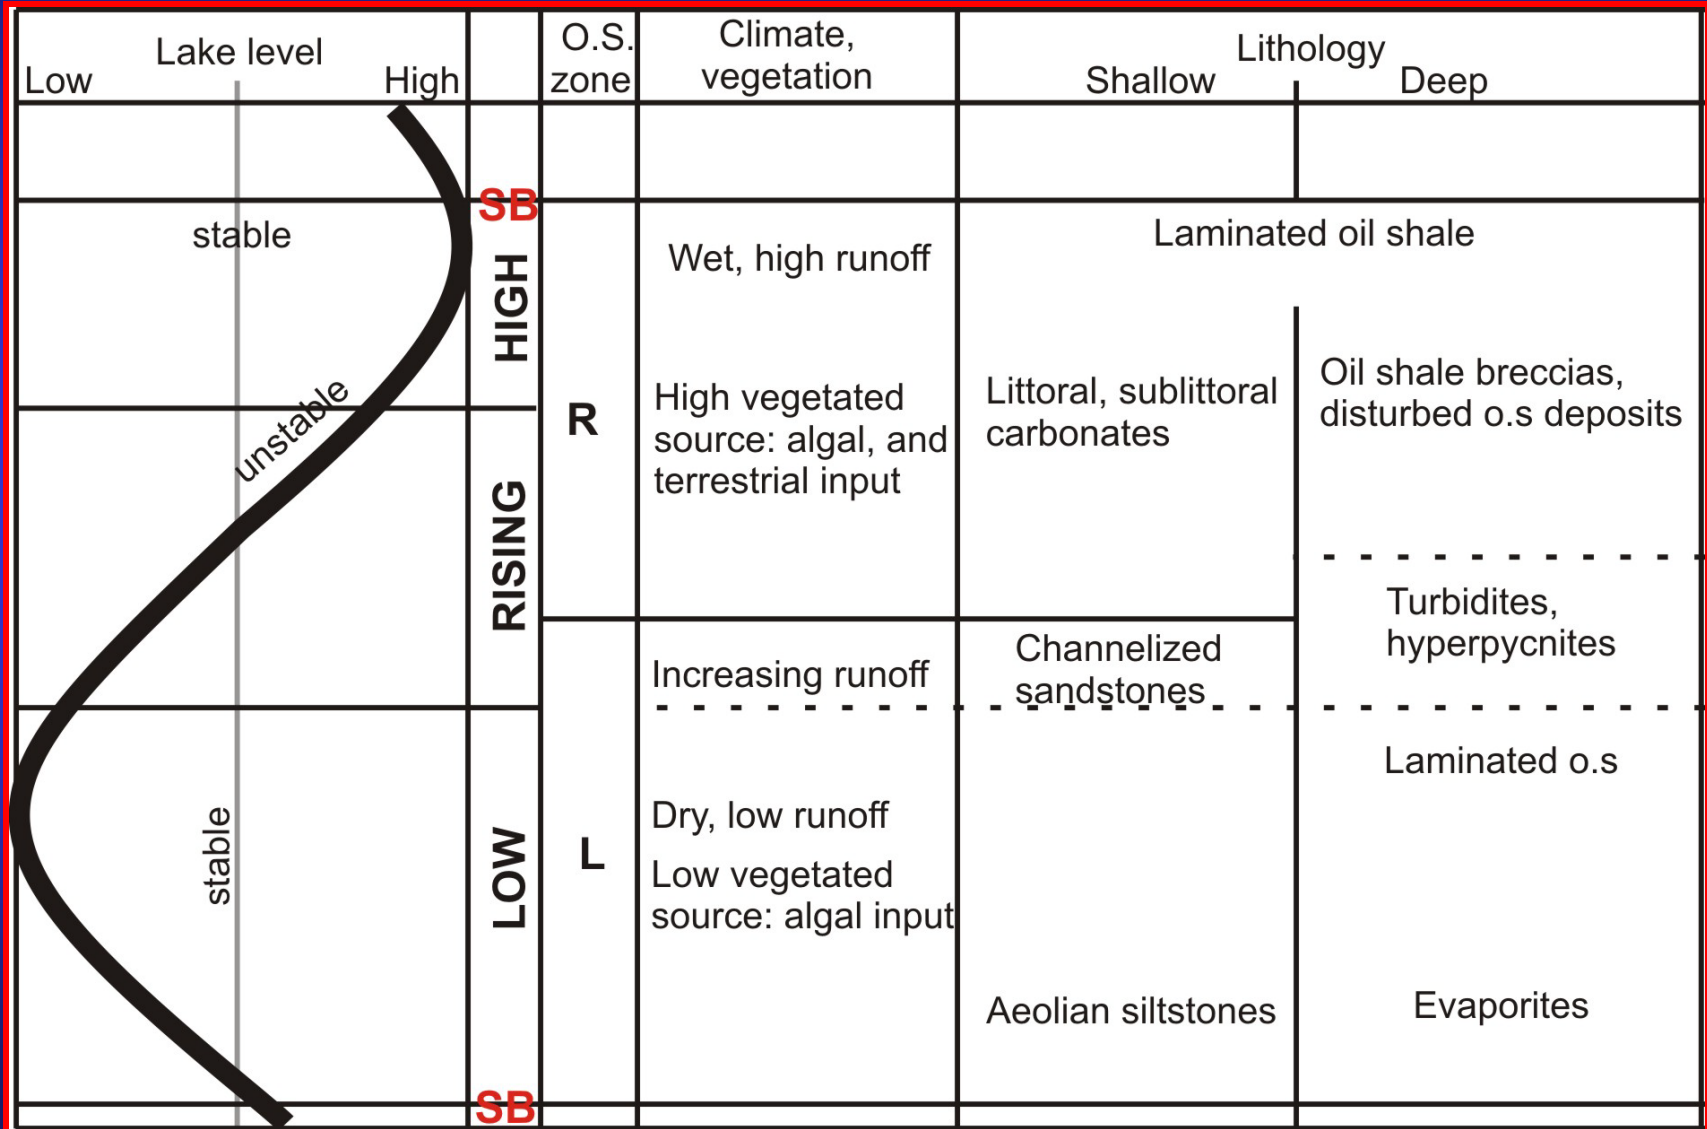 Lake level
Low
High
O.S.
zone
Climate,
vegetation
Lithology
Shallow
Deep
SB
stable
HIGH
Wet, high runoff
Laminated oil shale
unstable
R
High vegetated
source: algal, and
terrestrial input
Littoral, sublittoral
carbonates
Oil shale breccias,
disturbed o.s deposits
RISING
Turbidites,
hyperpycnites
Increasing runoff
Channelized
sandstones
Laminated o.s
stable
LOW
L
Dry, low runoff
Low vegetated
source: algal input
Aeolian siltstones
Evaporites
SB